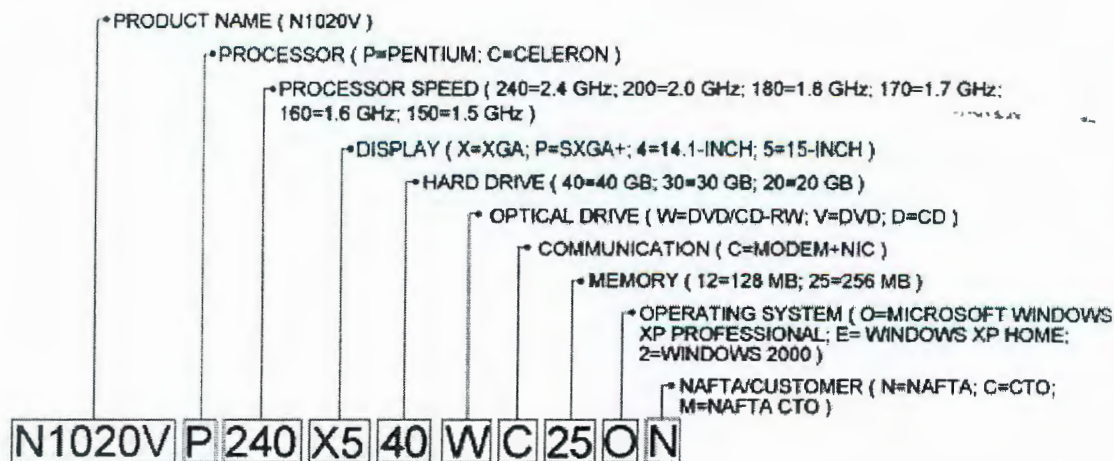 PRODUCT NAME ( N1020V )
PROCESSOR ( P=PENTIUM; C=CELERON )
PROCESSOR SPEED ( 240=2.4 GHz; 200=2.0 GHz; 180=1.8 GHz; 170=1.7 GHz;
160=1.6 GHz; 150=1.5 GHz )
DISPLAY ( X=XGA; P=SXGA+; 4=14.1-INCH; 5=15-INCH )
HARD DRIVE ( 40=40 GB; 30=30 GB; 20=20 GB )
OPTICAL DRIVE ( W=DVD/CD-RW; V=DVD; D=CD )
COMMUNICATION ( C=MODEM+NIC )
MEMORY ( 12=128 MB; 25=256 MB )
OPERATING SYSTEM ( O=MICROSOFT WINDOWS
XP PROFESSIONAL; E= WINDOWS XP HOME;
2=WINDOWS 2000 )
NAFTA/CUSTOMER ( N=NAFTA; C=CTO;
M=NAFTA CTO )
N1020V P 240 X5 40 W C 25 O N